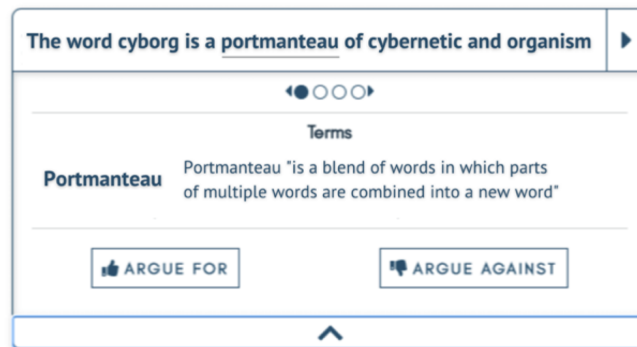 The word cyborg is a portmanteau of cybernetic and organism
Terms
Portmanteau
Portmanteau "is a blend of words in which parts
of multiple words are combined into a new word"
ARGUE FOR
ARGUE AGAINST